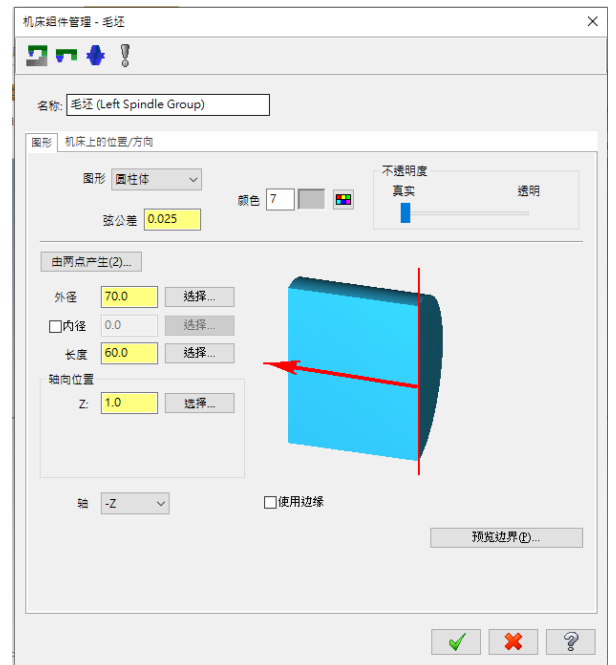 机床组件管理 - 毛坯
名称: 毛坯 (Left Spindle Group)
图形 机床上的位置/方向
图形 圆柱体
颜色 7
不透明度
真实 透明
弦公差 0.025
由两点产生(2)...
外径 70.0 选择...
内径 0.0 选择...
长度 60.0 选择...
轴向位置
Z: 1.0 选择...
轴 -Z
使用边缘
预览边界(P)...